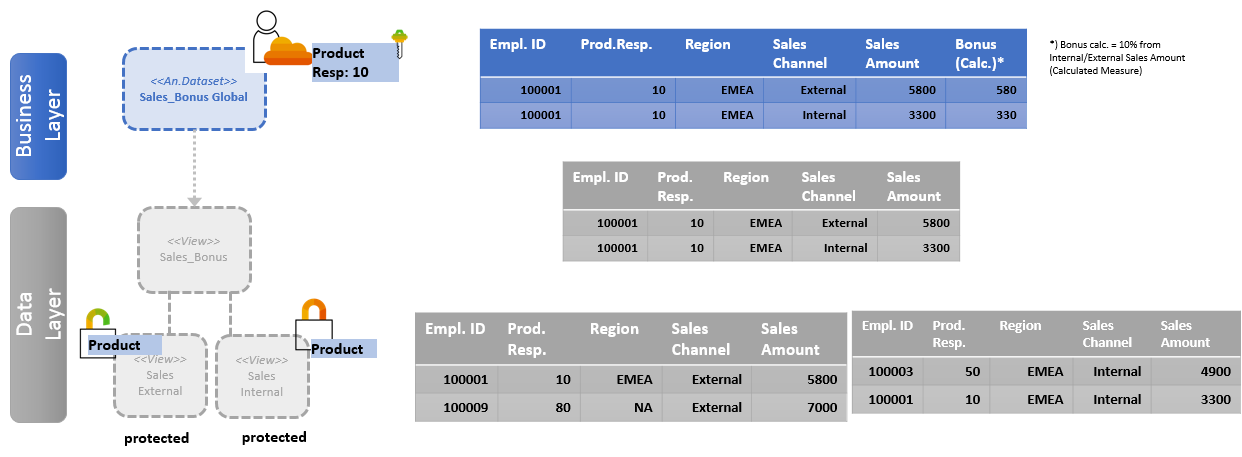 Business
Layer
<<An.Dataset>>
Sales_Bonus Global
Product
Resp: 10
Empl. ID Prod.Resp. Region Sales Channel Sales Amount Bonus (Calc.)*
100001 10 EMEA External 5800 580
100001 10 EMEA Internal 3300 330
*) Bonus calc. = 10% from
Internal/External Sales Amount
(Calculated Measure)
Empl. ID Prod. Resp. Region Sales Channel Sales Amount
100001 10 EMEA External 5800
100001 10 EMEA Internal 3300
Data
Layer
<<View>>
Sales_Bonus
Product
<<View>>
Sales
External
protected
Product
<<View>>
Sales
Internal
protected
Empl. ID Prod. Resp. Region Sales Channel Sales Amount
100001 10 EMEA External 5800
100009 80 NA External 7000
Empl. ID Prod. Resp. Region Sales Channel Sales Amount
100003 50 EMEA Internal 4900
100001 10 EMEA Internal 3300